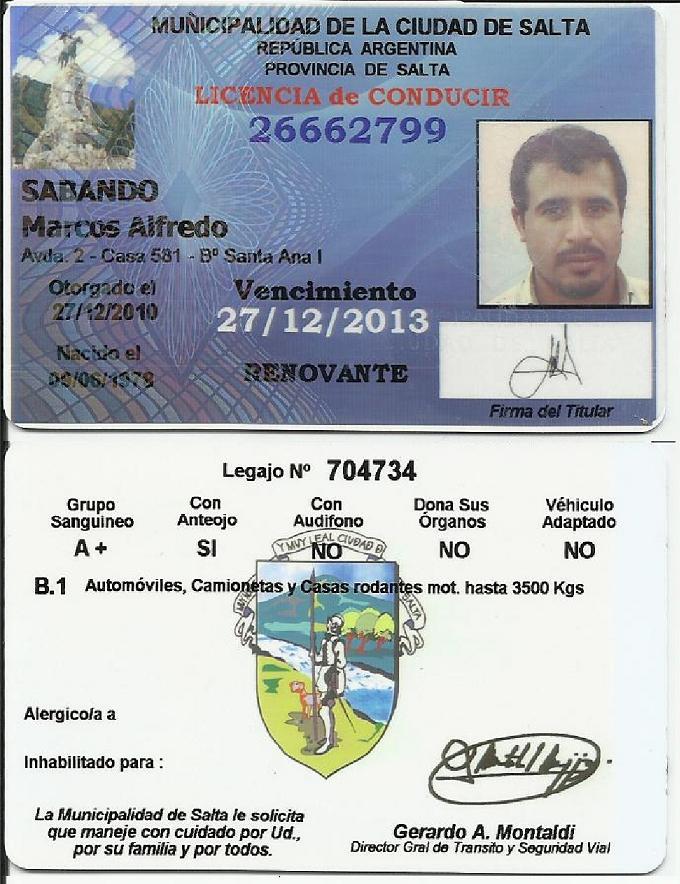 MUNICIPALIDAD DE LA CIUDAD DE SALTA
REPÚBLICA ARGENTINA
PROVINCIA DE SALTA
LICENCIA de CONDUCIR
26662799
SABANDO
Marcos Alfredo
Avda. 2 - Casa 581 - Bº Santa Ana I
Otorgado el
27/12/2010
Vencimiento
27/12/2013
Nacido el
RENOVANTE
Firma del Titular
Legajo Nº 704734
Grupo Sanguineo
A +
Con Anteojo
SI
Con Audifono
NO
Dona Sus Órganos
NO
Véhiculo Adaptado
NO
B.1 Automóviles, Camionetas y Casas rodantes mot. hasta 3500 Kgs
Y MUY LEAL CIUDAD D
SALTA
Alergico/a a
Inhabilitado para :
La Municipalidad de Salta le solicita
que maneje con cuidado por Ud.,
por su familia y por todos.
Gerardo A. Montaldi
Director Gral de Transito y Seguridad Vial